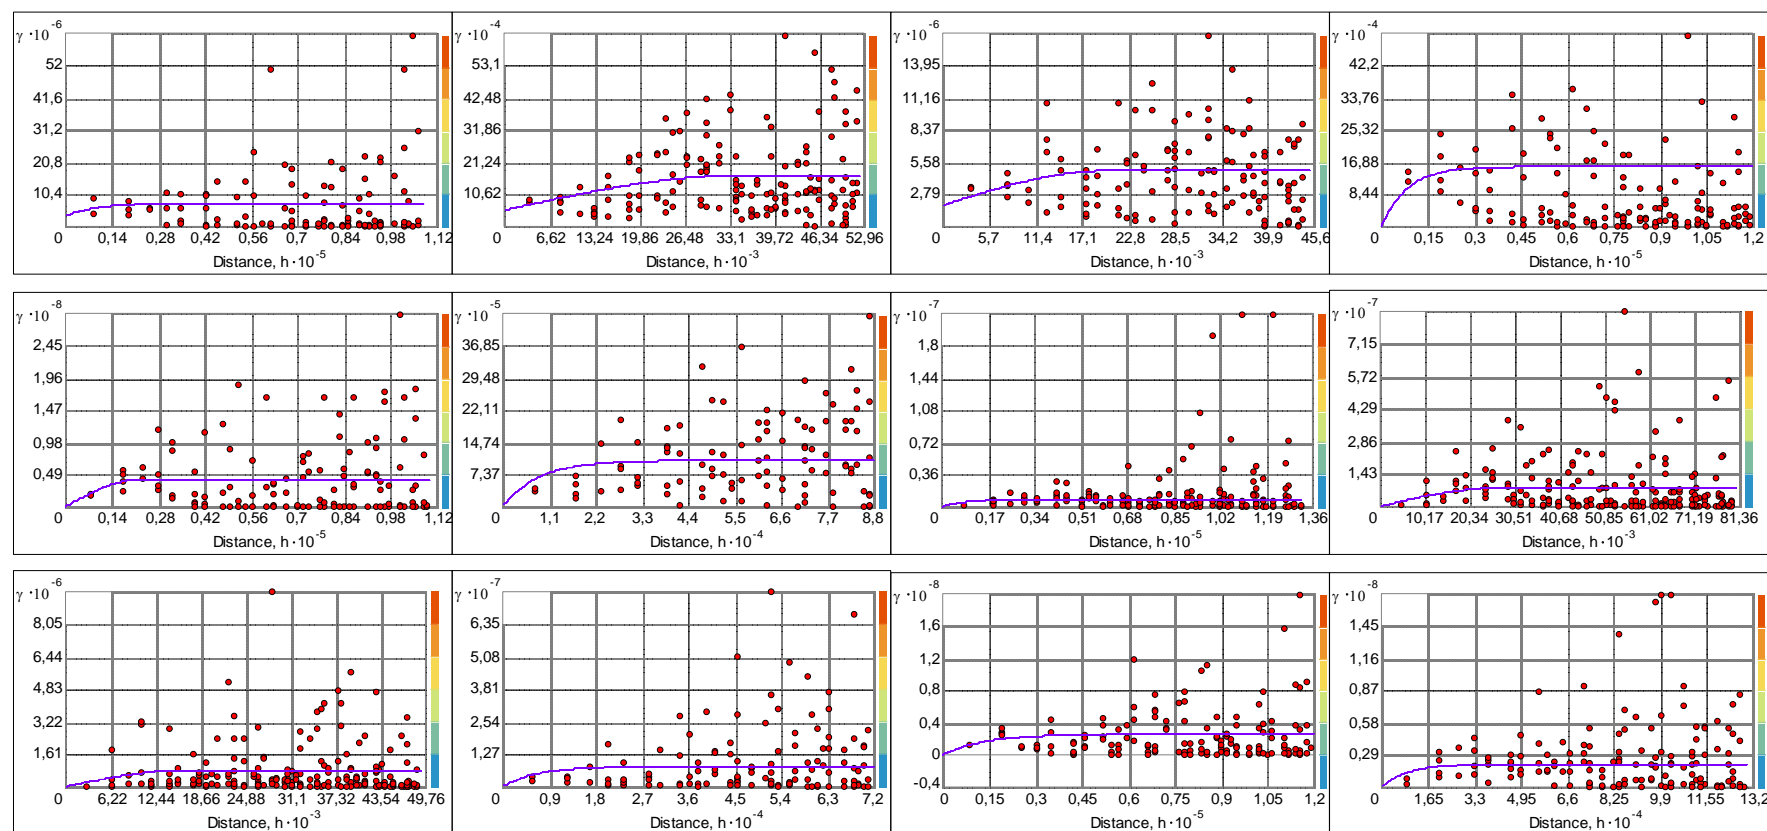 γ·10 -6
52
41,6
31,2
20,8
10,4
0 0,14 0,28 0,42 0,56 0,7 0,84 0,98 1,12
Distance, h·10 -5
γ·10 -4
53,1
42,48
31,86
21,24
10,62
0 6,62 13,24 19,86 26,48 33,1 39,72 46,34 52,96
Distance, h·10 -3
γ·10 -6
13,95
11,16
8,37
5,58
2,79
0 5,7 11,4 17,1 22,8 28,5 34,2 39,9 45,6
Distance, h·10 -3
γ·10 -4
42,2
33,76
25,32
16,88
8,44
0 0,15 0,3 0,45 0,6 0,75 0,9 1,05 1,2
Distance, h·10 -5
γ·10 -8
2,45
1,96
1,47
0,98
0,49
0 0,14 0,28 0,42 0,56 0,7 0,84 0,98 1,12
Distance, h·10 -5
γ·10 -5
36,85
29,48
22,11
14,74
7,37
0 1,1 2,2 3,3 4,4 5,5 6,6 7,7 8,8
Distance, h·10 -4
γ·10 -7
1,8
1,44
1,08
0,72
0,36
0 0,17 0,34 0,51 0,68 0,85 1,02 1,19 1,36
Distance, h·10 -5
γ·10 -7
7,15
5,72
4,29
2,86
1,43
0 10,17 20,34 30,51 40,68 50,85 61,02 71,19 81,36
Distance, h·10 -3
γ·10 -6
8,05
6,44
4,83
3,22
1,61
0 6,22 12,44 18,66 24,88 31,1 37,32 43,54 49,76
Distance, h·10 -3
γ·10 -7
6,35
5,08
3,81
2,54
1,27
0 0,9 1,8 2,7 3,6 4,5 5,4 6,3 7,2
Distance, h·10 -4
γ·10 -8
1,6
1,2
0,8
0,4
0
-0,4
0 0,15 0,3 0,45 0,6 0,75 0,9 1,05 1,2
Distance, h·10 -5
γ·10 -8
1,45
1,16
0,87
0,58
0,29
0 1,65 3,3 4,95 6,6 8,25 9,9 11,55 13,2
Distance, h·10 -4